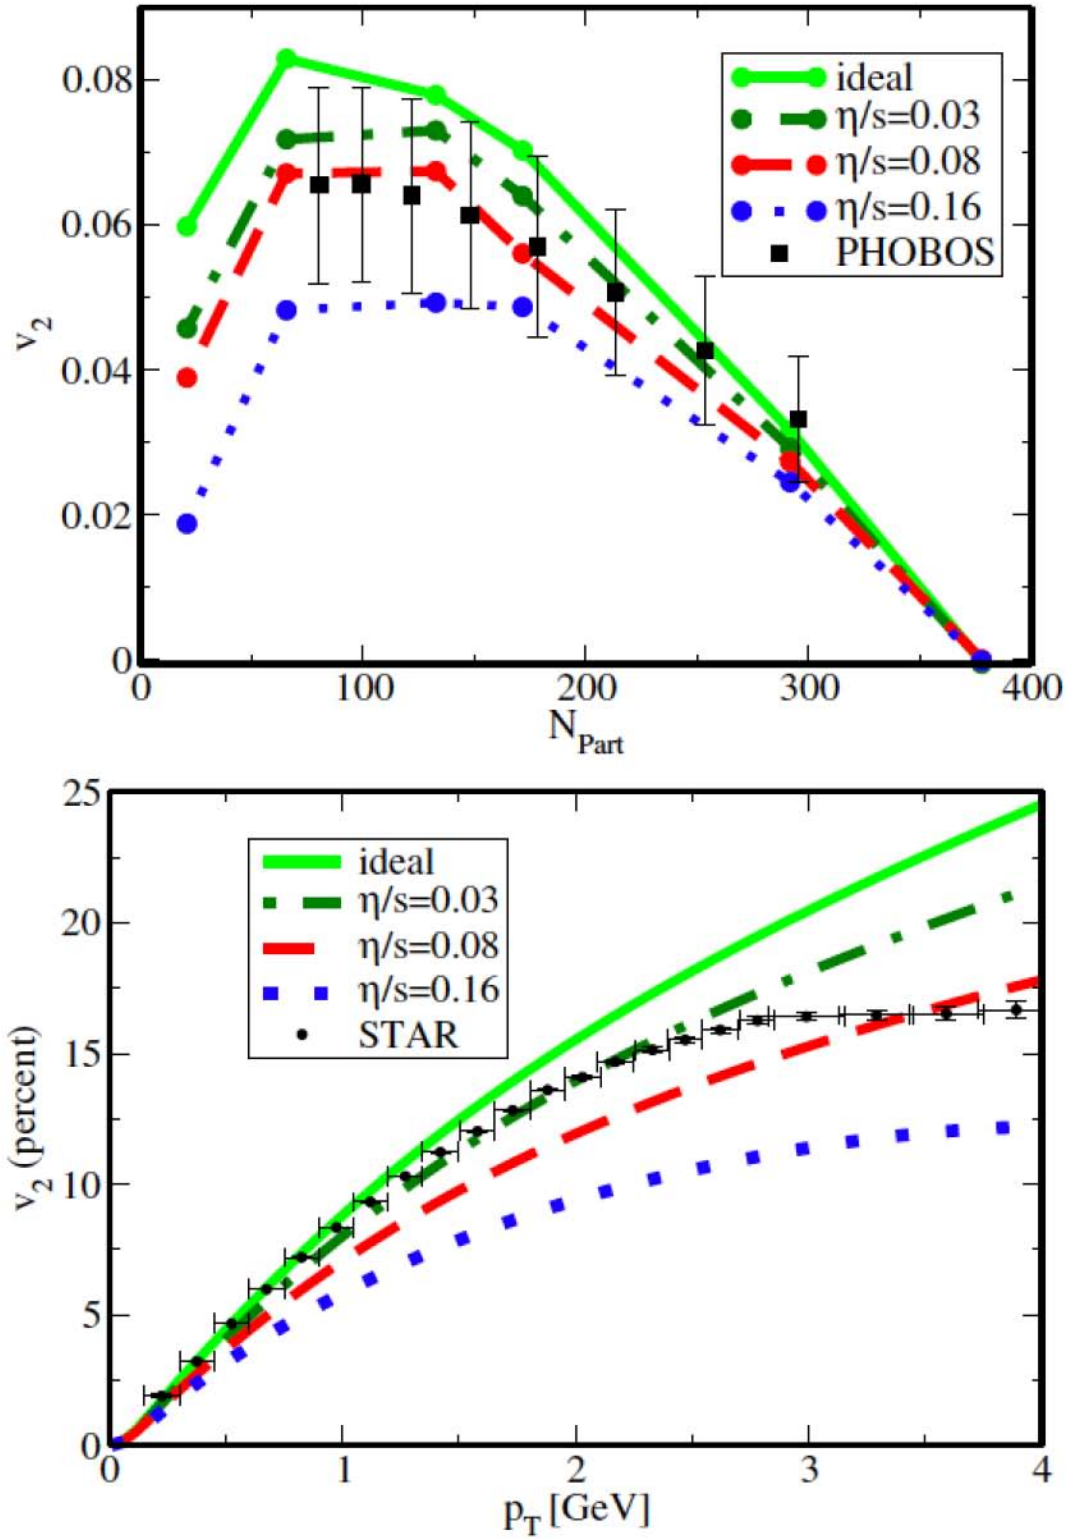 0.08
0.06
0.04
0.02
0
v2
ideal
η/s=0.03
η/s=0.08
η/s=0.16
PHOBOS
0 100 200 300 400
NPart
25
20
15
10
5
0
v2 (percent)
ideal
η/s=0.03
η/s=0.08
η/s=0.16
STAR
0 1 2 3 4
pT [GeV]